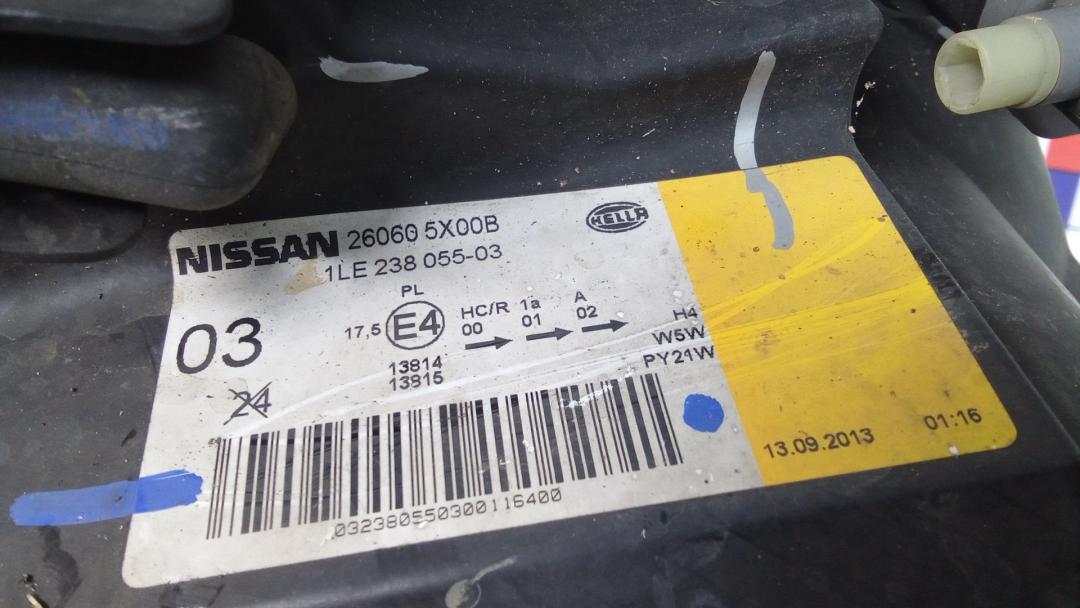 NISSAN 26060 5X00B
HELLA
1LE 238 055-03
PL
03
17,5 E4 HC/R 1a A
00 01 02
H4
W5W
PY21W
13814
13815
24
032380550300116400
13.09.2013 01:16